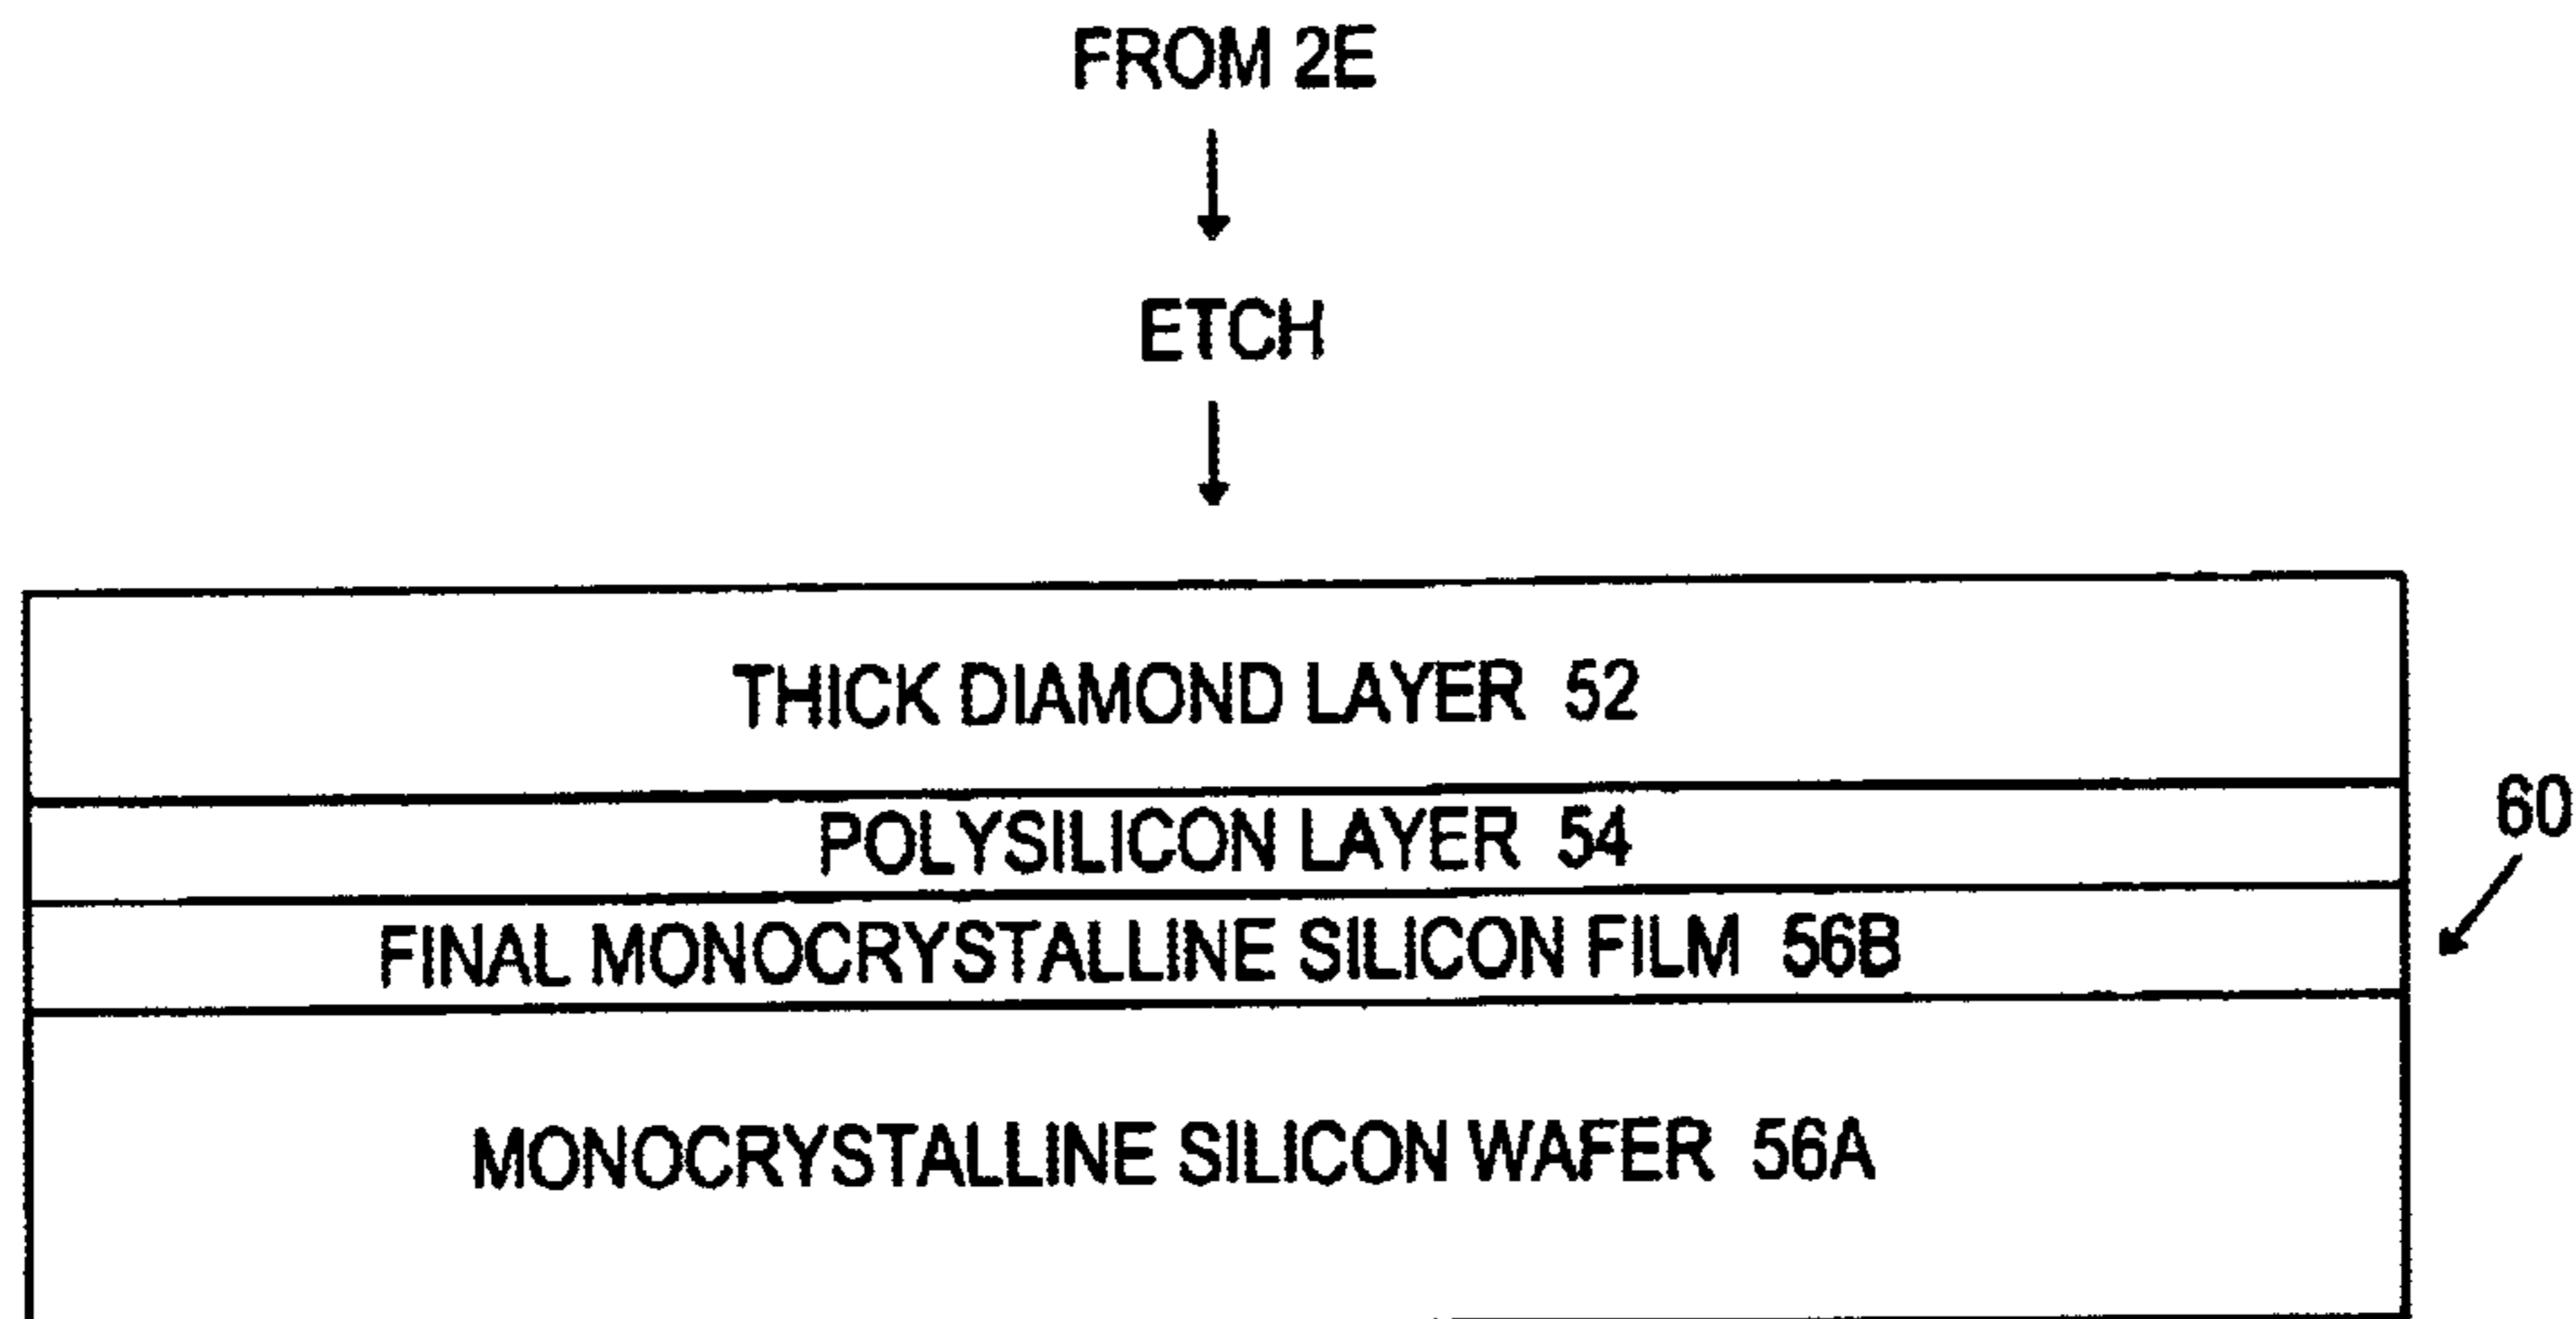 FROM 2E
ETCH
THICK DIAMOND LAYER 52
POLYSILICON LAYER 54
60
FINAL MONOCRYSTALLINE SILICON FILM 56B
MONOCRYSTALLINE SILICON WAFER 56A